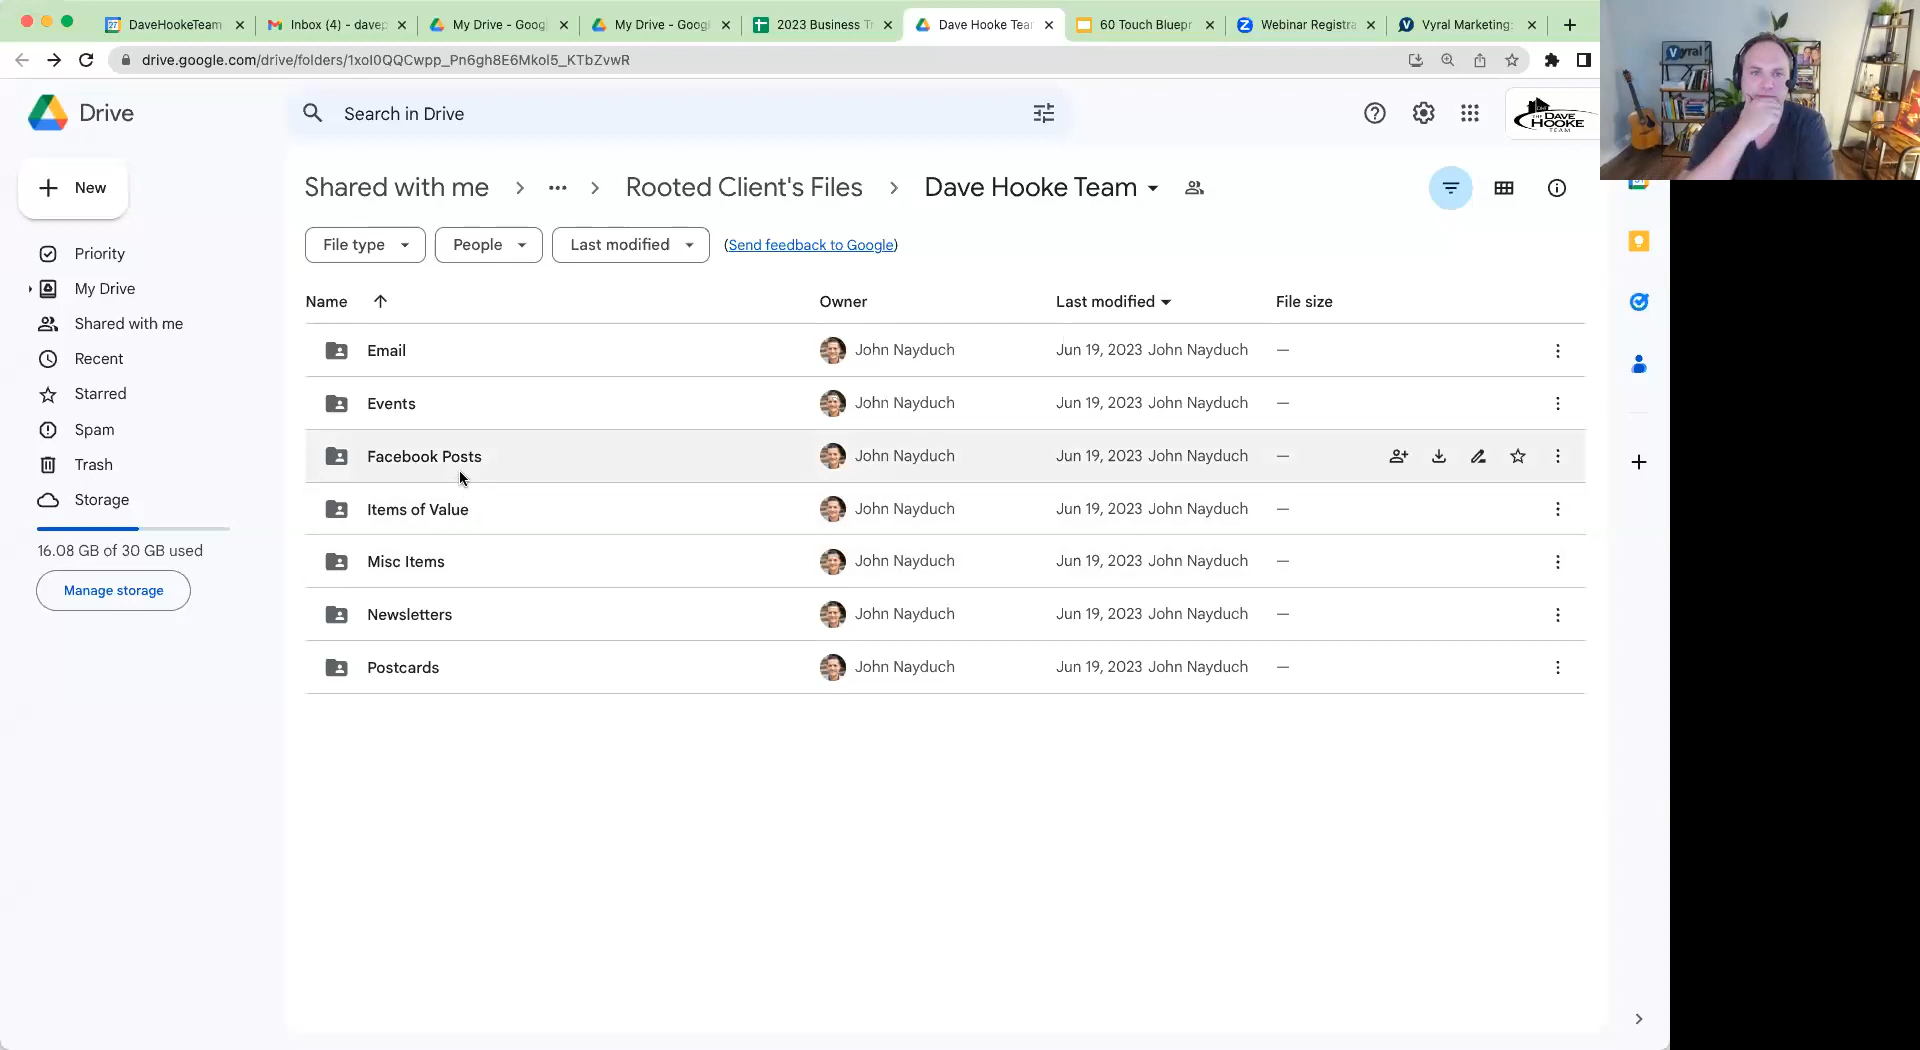 DaveHookeTeam
Inbox (4) - davep
My Drive - Goog
My Drive - Googl
2023 Business Tr
Dave Hooke Tear
60 Touch Bluepr
Webinar Registra
Vyral Marketing:
drive.google.com/drive/folders/1xol0QQCwpp_Pn6gh8E6Mkol5_KTbZvwR
Vyral
Drive
Search in Drive
DAVE
HOOKE
TEAM
New
Shared with me
Rooted Client's Files
Dave Hooke Team
File type
People
Last modified
(Send feedback to Google)
Priority
My Drive
Shared with me
Recent
Starred
Spam
Trash
Storage
16.08 GB of 30 GB used
Manage storage
Name Owner Last modified File size
Email John Nayduch Jun 19, 2023 John Nayduch —
Events John Nayduch Jun 19, 2023 John Nayduch —
Facebook Posts John Nayduch Jun 19, 2023 John Nayduch —
Items of Value John Nayduch Jun 19, 2023 John Nayduch —
Misc Items John Nayduch Jun 19, 2023 John Nayduch —
Newsletters John Nayduch Jun 19, 2023 John Nayduch —
Postcards John Nayduch Jun 19, 2023 John Nayduch —